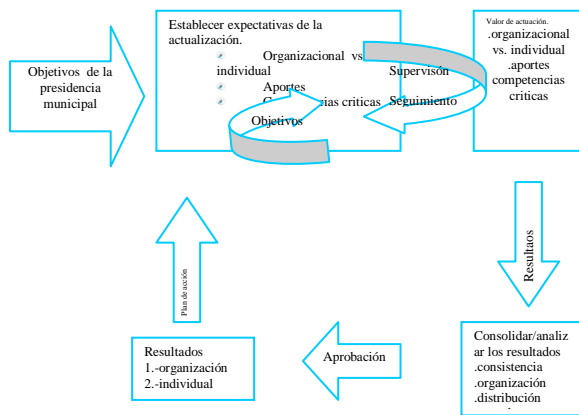 Objetivos de la
presidencia
municipal
Establecer expectativas de la
actualización.
Organizacional vs
individual
Aportes
ias criticas
Objetivos
Supervisón
Seguimiento
Valor de actuación.
.organizacional
vs. individual
.aportes
competencias
criticas
Resultaos
Consolidar/analiz
ar los resultados
.consistencia
.organización
.distribución
Aprobación
Resultados
1.-organización
2.-individual
Plan de acción